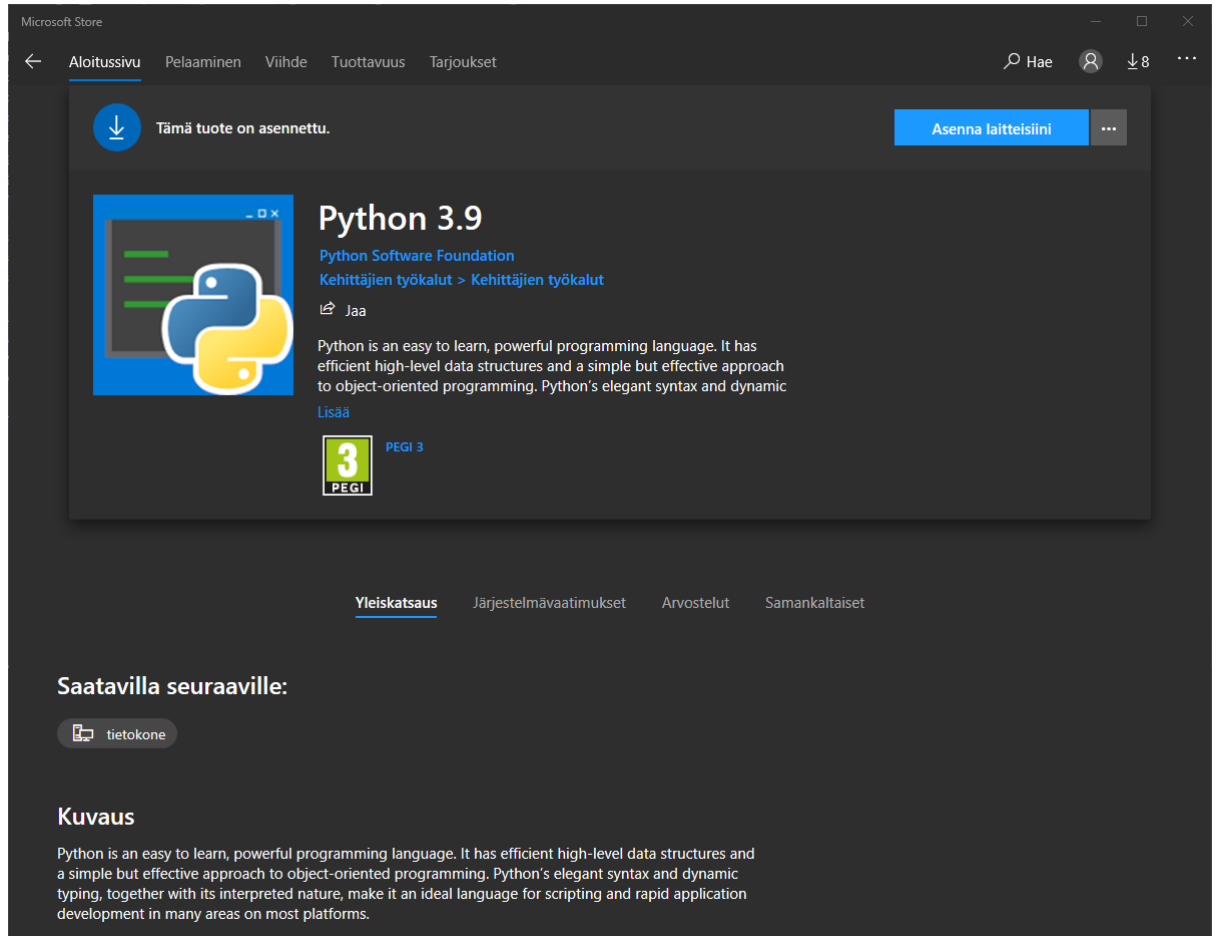 Microsoft Store
Aloitussivu Pelaaminen Viihde Tuottavuus Tarjoukset Hae 8
Tämä tuote on asennettu. Asenna laitteisiini
Python 3.9
Python Software Foundation
Kehittäjien työkalut > Kehittäjien työkalut
Jaa
Python is an easy to learn, powerful programming language. It has
efficient high-level data structures and a simple but effective approach
to object-oriented programming. Python's elegant syntax and dynamic
Lisää
3
PEGI
PEGI 3
Yleiskatsaus Järjestelmävaatimukset Arvostelut Samankaltaiset
Saatavilla seuraaville:
tietokone
Kuvaus
Python is an easy to learn, powerful programming language. It has efficient high-level data structures and
a simple but effective approach to object-oriented programming. Python's elegant syntax and dynamic
typing, together with its interpreted nature, make it an ideal language for scripting and rapid application
development in many areas on most platforms.